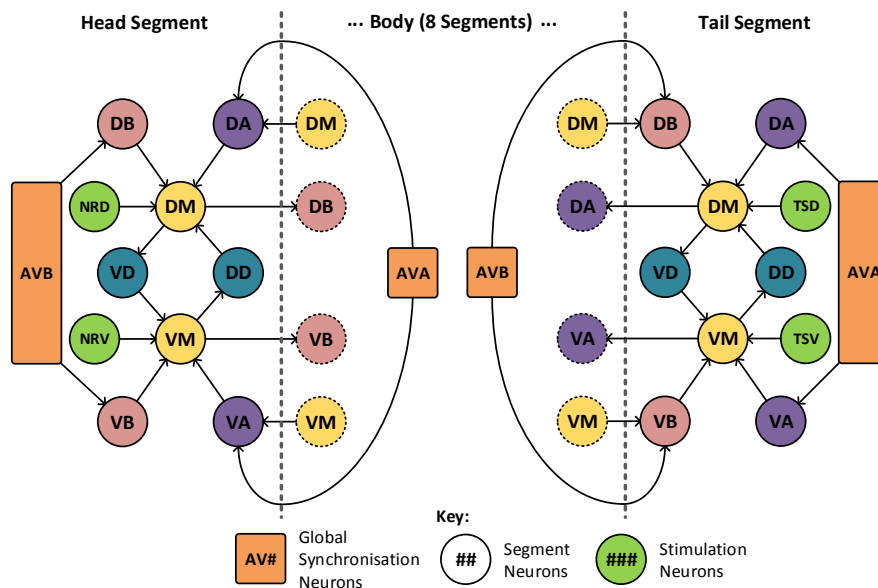 Head Segment
... Body (8 Segments) ...
Tail Segment
DB DA DM DM DB DA
NRD DM DB DA DM TSD
AVB VD DD AVA AVB VD DD AVA
NRV VM VB VA VM TSV
VB VA VM VM VB VA
Key:
AV#
Global
Synchronisation
Neurons
##
Segment
Neurons
###
Stimulation
Neurons